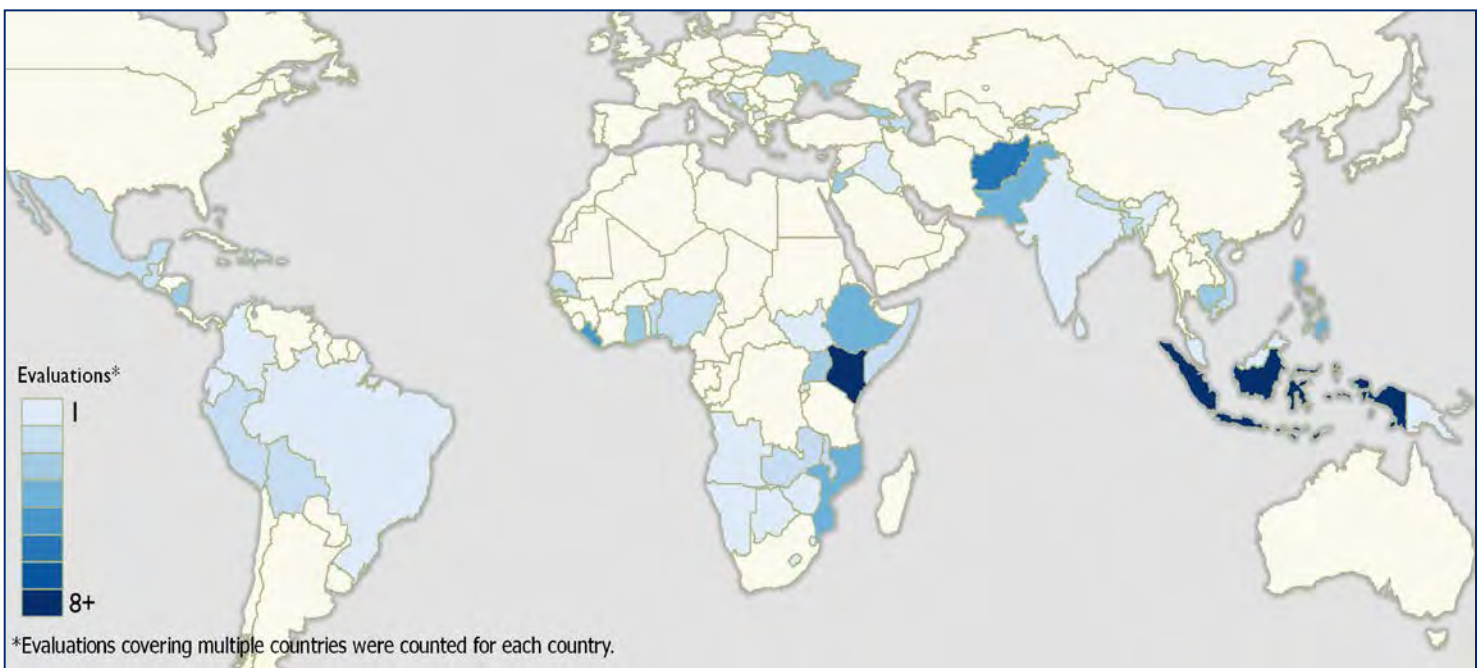 Evaluations*
1
8+
*Evaluations covering multiple countries were counted for each country.